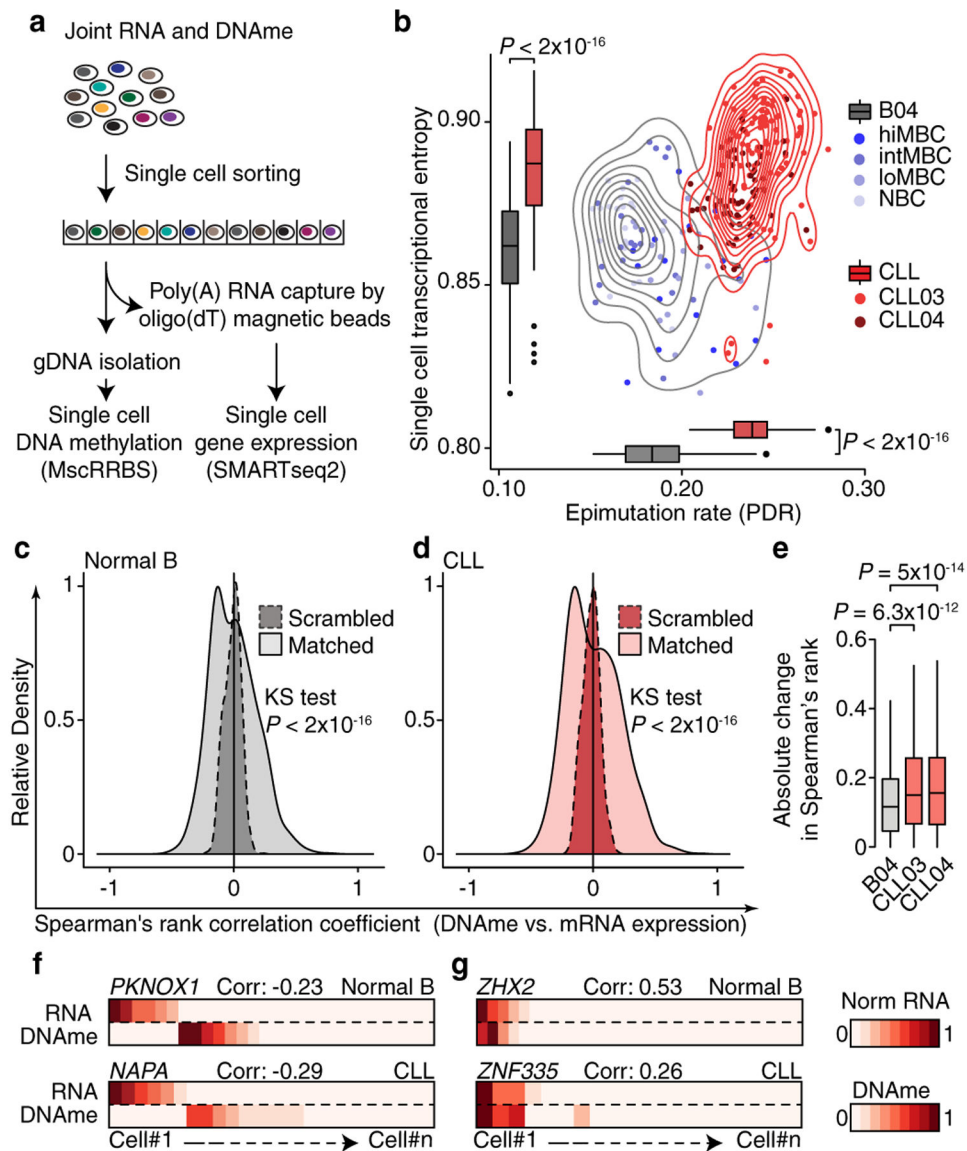 a
Joint RNA and DNAme
Single cell sorting
Poly(A) RNA capture by
oligo(dT) magnetic beads
gDNA isolation
Single cell
DNA methylation
(MscRRBS)
Single cell
gene expression
(SMARTseq2)
b
P < 2x10-16
Single cell transcriptional entropy
0.90
0.85
0.80
0.10
0.20
0.30
Epimutation rate (PDR)
P < 2x10-16
B04
hiMBC
intMBC
loMBC
NBC
CLL
CLL03
CLL04
c
Normal B
Relative Density
1
0.5
0
-1
0
1
Scrambled
Matched
KS test
P < 2x10-16
d
CLL
1
0.5
0
-1
0
1
Scrambled
Matched
KS test
P < 2x10-16
Spearman's rank correlation coefficient (DNAme vs. mRNA expression)
e
P = 5x10-14
P = 6.3x10-12
Absolute change
in Spearman's rank
0.6
0.4
0.2
0
B04
CLL03
CLL04
f
PKNOX1 Corr: -0.23 Normal B
RNA
DNAme
NAPA Corr: -0.29 CLL
RNA
DNAme
Cell#1 Cell#n
g
ZHX2 Corr: 0.53 Normal B
ZNF335 Corr: 0.26 CLL
Cell#1 Cell#n
Norm RNA
0 1
DNAme
0 1